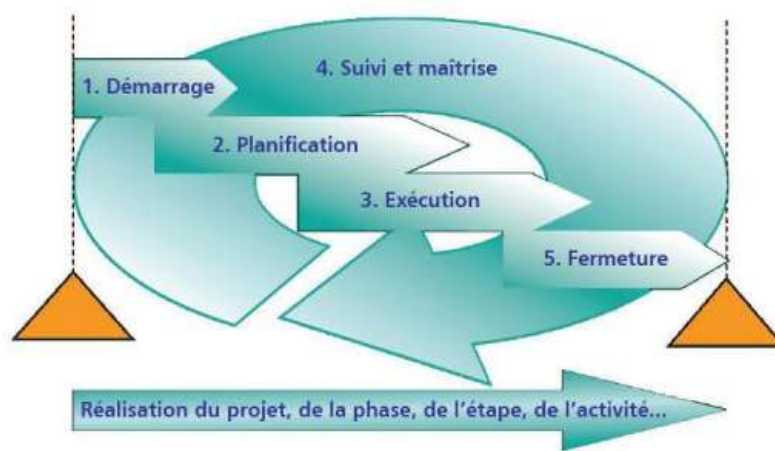 4. Suivi et maîtrise
1. Démarrage
2. Planification
3. Exécution
5. Fermeture
Réalisation du projet, de la phase, de l'étape, de l'activité...